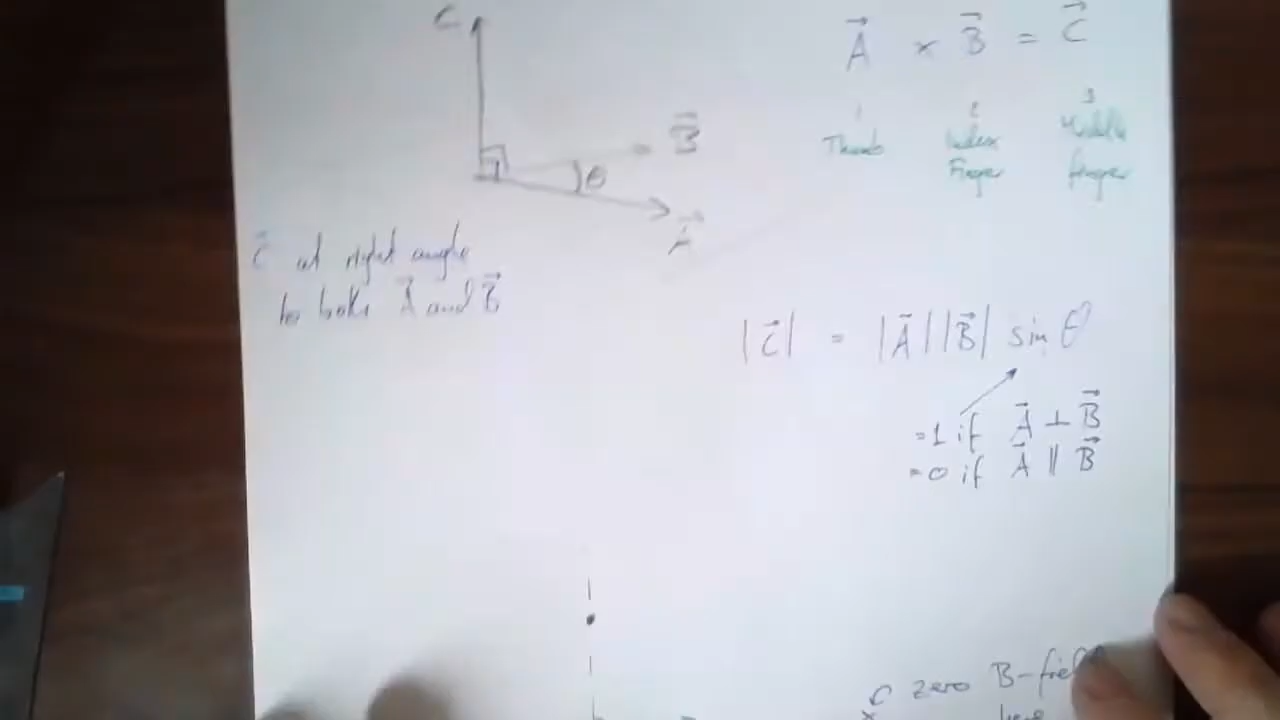 C
B⃗
θ
A⃗
A⃗ × B⃗ = C⃗
1 2 3
Thumb Index Middle
Finger finger
C⃗ at right angle
to both A⃗ and B⃗
|C⃗| = |A⃗||B⃗| sin θ
=1 if A⃗ ⊥ B⃗
=0 if A⃗ ∥ B⃗
C zero B-field
x here